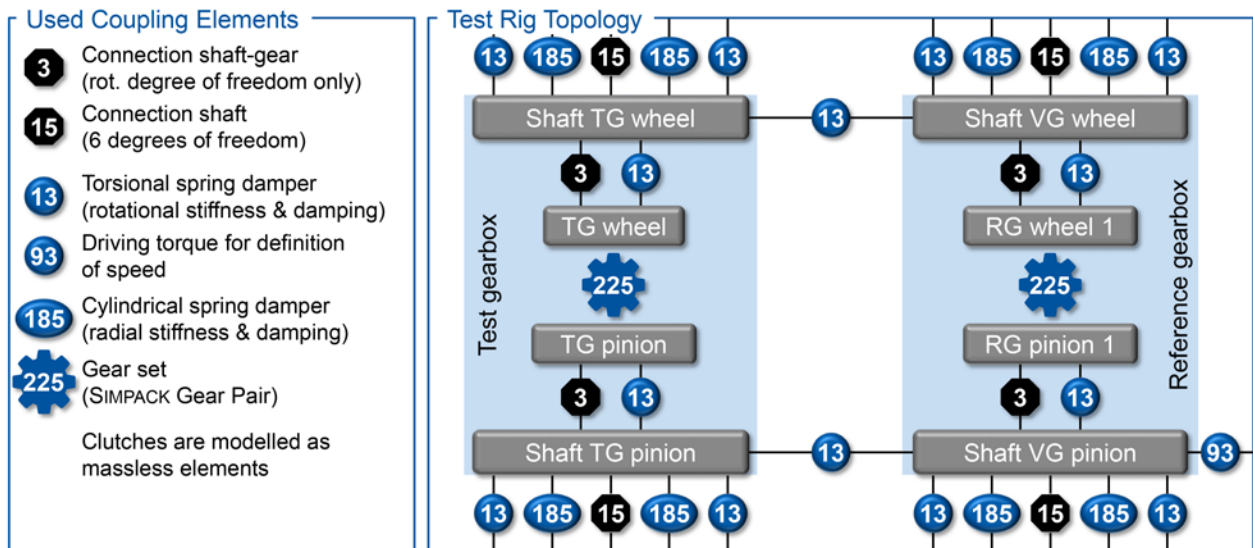 Used Coupling Elements
3
Connection shaft-gear
(rot. degree of freedom only)
15
Connection shaft
(6 degrees of freedom)
13
Torsional spring damper
(rotational stiffness & damping)
93
Driving torque for definition
of speed
185
Cylindrical spring damper
(radial stiffness & damping)
225
Gear set
(SIMPACK Gear Pair)
Clutches are modelled as
massless elements
Test Rig Topology
13 185 15 185 13 13 185 15 185 13
Shaft TG wheel 13 Shaft VG wheel
3 13 3 13
TG wheel RG wheel 1
225 225
Test gearbox
Reference gearbox
TG pinion RG pinion 1
3 13 3 13
Shaft TG pinion 13 Shaft VG pinion 93
13 185 15 185 13 13 185 15 185 13